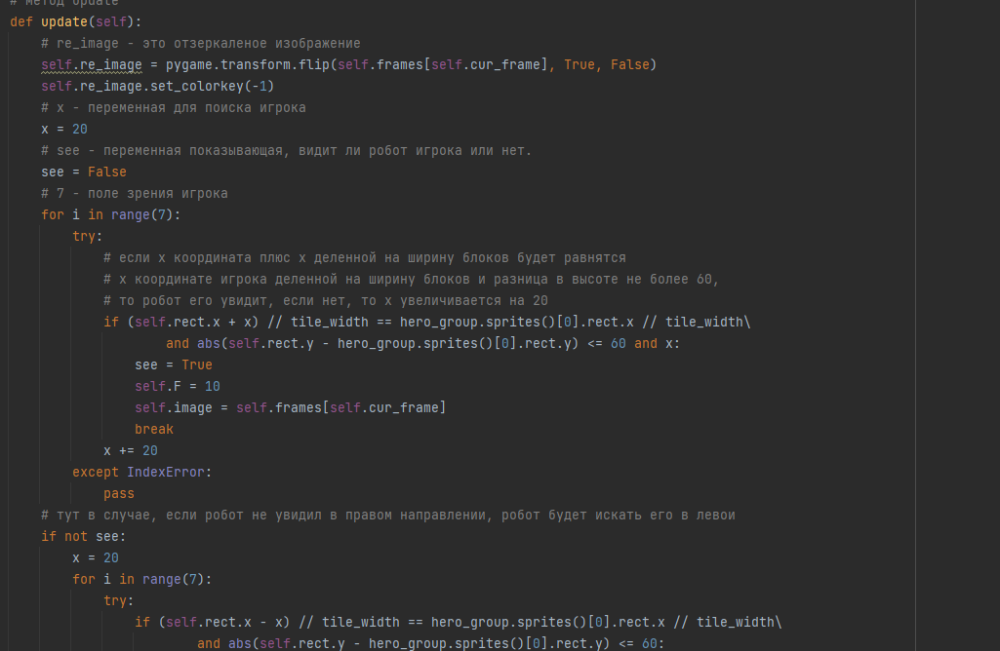 # метод update
def update(self):
    # re_image - это отзеркаленое изображение
    self.re_image = pygame.transform.flip(self.frames[self.cur_frame], True, False)
    self.re_image.set_colorkey(-1)
    # x - переменная для поиска игрока
    x = 20
    # see - переменная показывающая, видит ли робот игрока или нет.
    see = False
    # 7 - поле зрения игрока
    for i in range(7):
        try:
            # если x координата плюс x деленной на ширину блоков будет равнятся
            # x координате игрока деленной на ширину блоков и разница в высоте не более 60,
            # то робот его увидит, если нет, то x увеличивается на 20
            if (self.rect.x + x) // tile_width == hero_group.sprites()[0].rect.x // tile_width\
                    and abs(self.rect.y - hero_group.sprites()[0].rect.y) <= 60 and x:
                see = True
                self.F = 10
                self.image = self.frames[self.cur_frame]
                break
            x += 20
        except IndexError:
            pass
    # тут в случае, если робот не увидил в правом направлении, робот будет искать его в левои
    if not see:
        x = 20
        for i in range(7):
            try:
                if (self.rect.x - x) // tile_width == hero_group.sprites()[0].rect.x // tile_width\
                        and abs(self.rect.y - hero_group.sprites()[0].rect.y) <= 60: